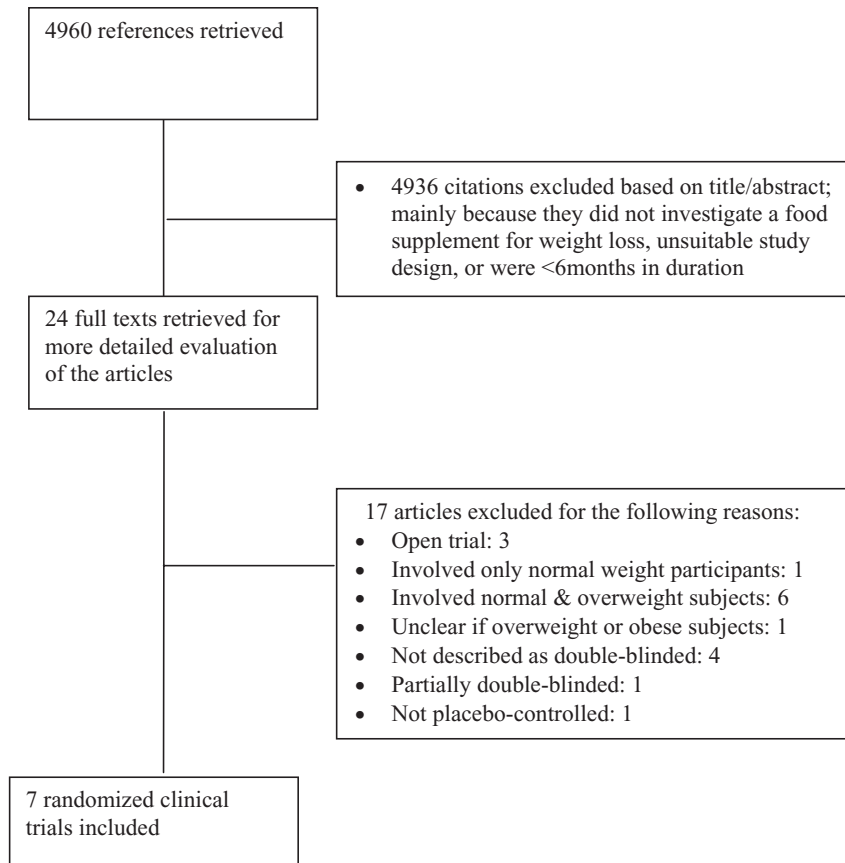 4960 references retrieved
• 4936 citations excluded based on title/abstract;
mainly because they did not investigate a food
supplement for weight loss, unsuitable study
design, or were <6months in duration
24 full texts retrieved for
more detailed evaluation
of the articles
17 articles excluded for the following reasons:
• Open trial: 3
• Involved only normal weight participants: 1
• Involved normal & overweight subjects: 6
• Unclear if overweight or obese subjects: 1
• Not described as double-blinded: 4
• Partially double-blinded: 1
• Not placebo-controlled: 1
7 randomized clinical
trials included